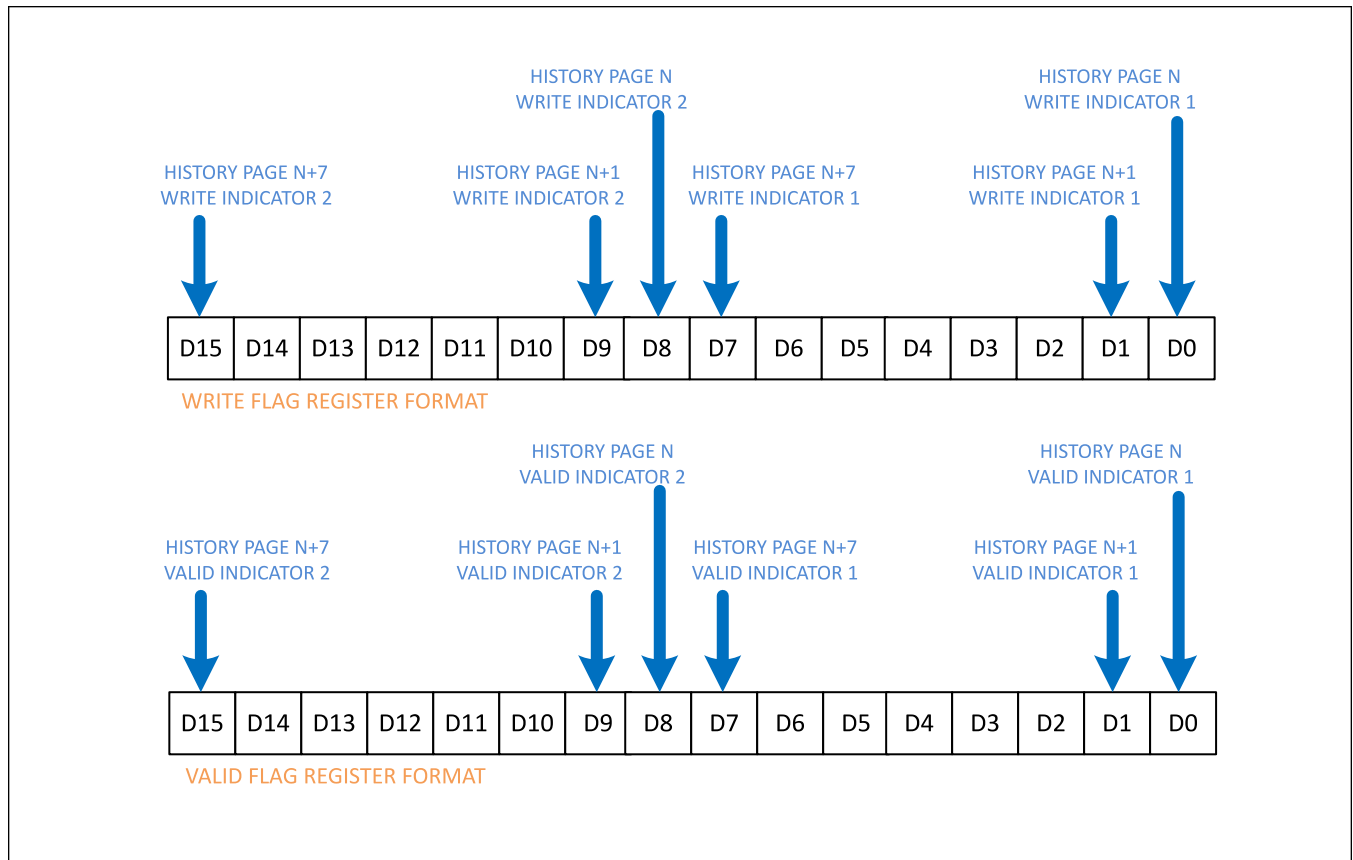 HISTORY PAGE N
WRITE INDICATOR 2
HISTORY PAGE N
WRITE INDICATOR 1
HISTORY PAGE N+7
WRITE INDICATOR 2
HISTORY PAGE N+1
WRITE INDICATOR 2
HISTORY PAGE N+7
WRITE INDICATOR 1
HISTORY PAGE N+1
WRITE INDICATOR 1
D15 D14 D13 D12 D11 D10 D9 D8 D7 D6 D5 D4 D3 D2 D1 D0
WRITE FLAG REGISTER FORMAT
HISTORY PAGE N
VALID INDICATOR 2
HISTORY PAGE N
VALID INDICATOR 1
HISTORY PAGE N+7
VALID INDICATOR 2
HISTORY PAGE N+1
VALID INDICATOR 2
HISTORY PAGE N+7
VALID INDICATOR 1
HISTORY PAGE N+1
VALID INDICATOR 1
D15 D14 D13 D12 D11 D10 D9 D8 D7 D6 D5 D4 D3 D2 D1 D0
VALID FLAG REGISTER FORMAT